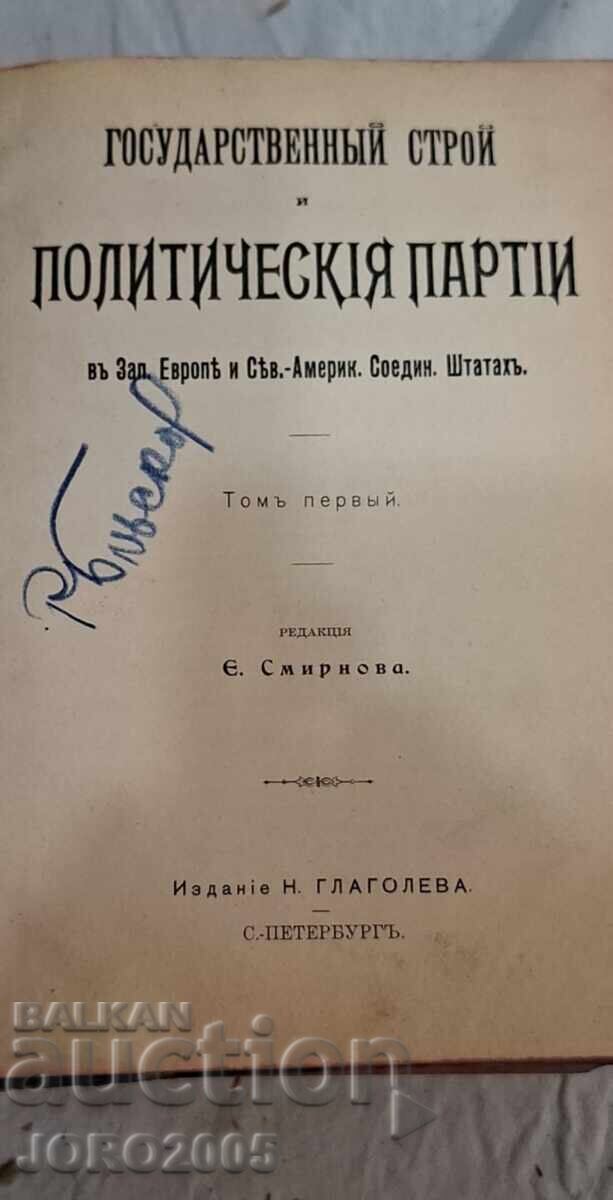 ГОСУДАРСТВЕННЫЙ СТРОЙ
и
ПОЛИТИЧЕСКІЯ ПАРТІИ
въ Зап. Европѣ и Сѣв.-Америк. Соедин. Штатахъ.
Томъ первый.
РЕДАКЦІЯ
Є. Смирнова.
Изданіе Н. ГЛАГОЛЕВА.
С.-ПЕТЕРБУРГЪ.
BALKAN
auction
JORO2005